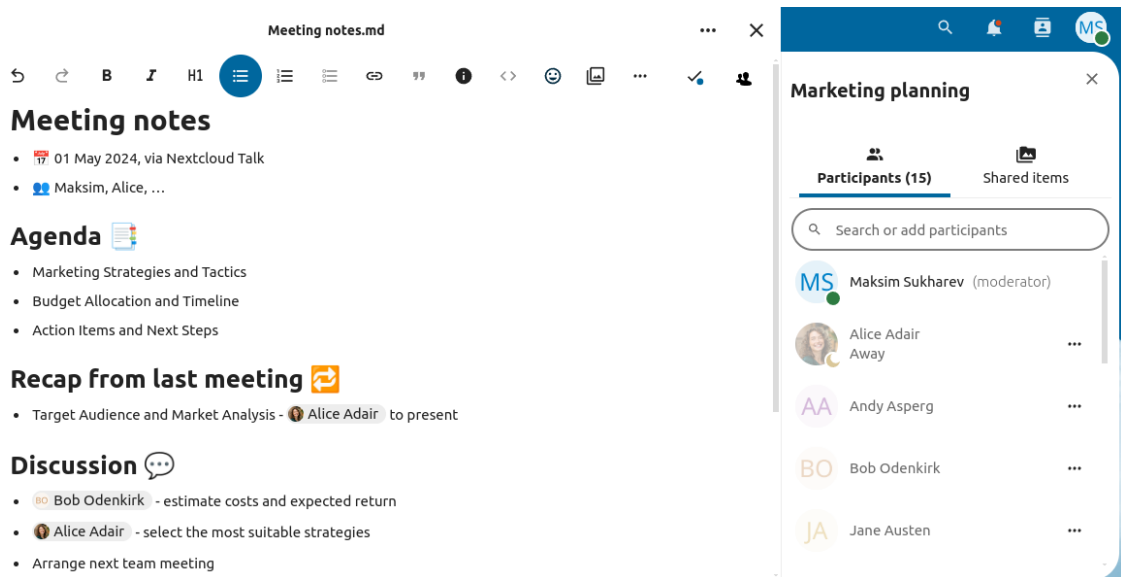 Meeting notes.md
B I H1
Meeting notes
📅 01 May 2024, via Nextcloud Talk
👥 Maksim, Alice, …
Agenda 📑
Marketing Strategies and Tactics
Budget Allocation and Timeline
Action Items and Next Steps
Recap from last meeting 🔁
Target Audience and Market Analysis - Alice Adair to present
Discussion 💬
BO Bob Odenkirk - estimate costs and expected return
Alice Adair - select the most suitable strategies
Arrange next team meeting
MS
Marketing planning
Participants (15)
Shared items
Search or add participants
MS Maksim Sukharev (moderator)
Alice Adair
Away
AA Andy Asperg
BO Bob Odenkirk
JA Jane Austen